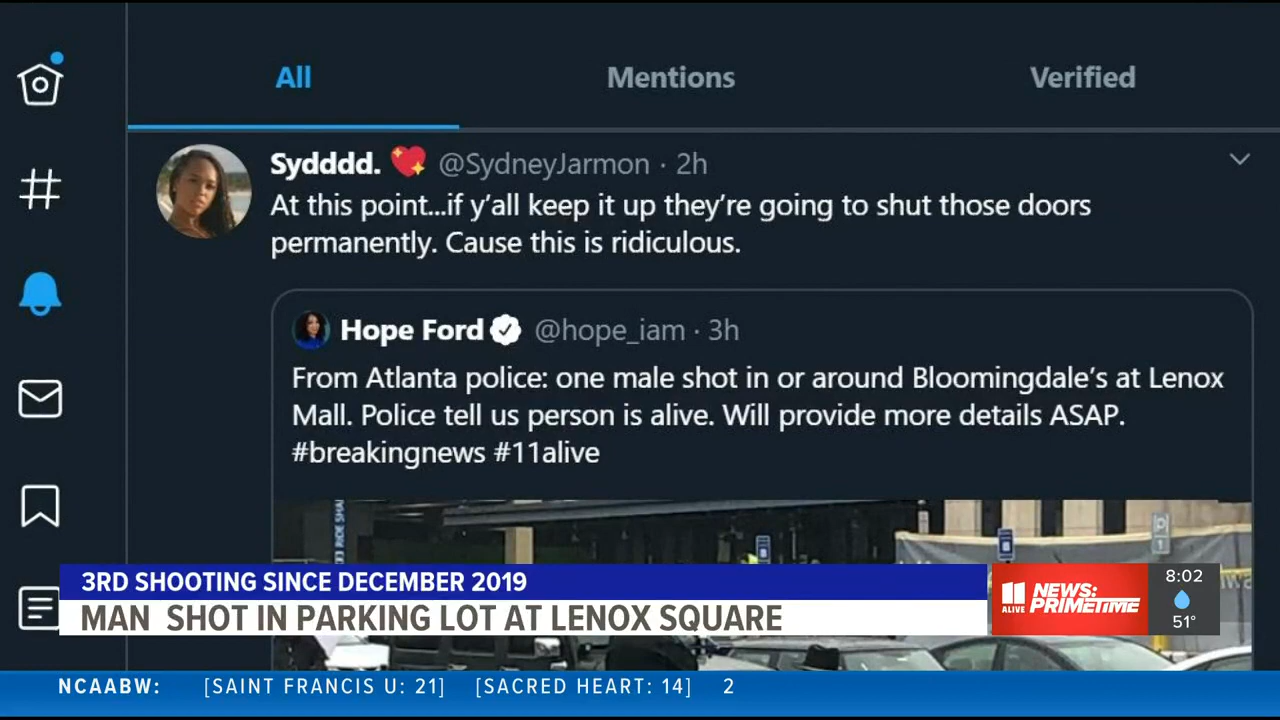 All Mentions Verified
Sydddd. 💖 @SydneyJarmon · 2h
At this point...if y'all keep it up they're going to shut those doors
permanently. Cause this is ridiculous.
Hope Ford @hope_iam · 3h
From Atlanta police: one male shot in or around Bloomingdale's at Lenox
Mall. Police tell us person is alive. Will provide more details ASAP.
#breakingnews #11alive
RIDE SHA
3RD SHOOTING SINCE DECEMBER 2019
MAN SHOT IN PARKING LOT AT LENOX SQUARE
11 ALIVE NEWS: PRIMETIME
8:02
51°
NCAABW: [SAINT FRANCIS U: 21] [SACRED HEART: 14] 2